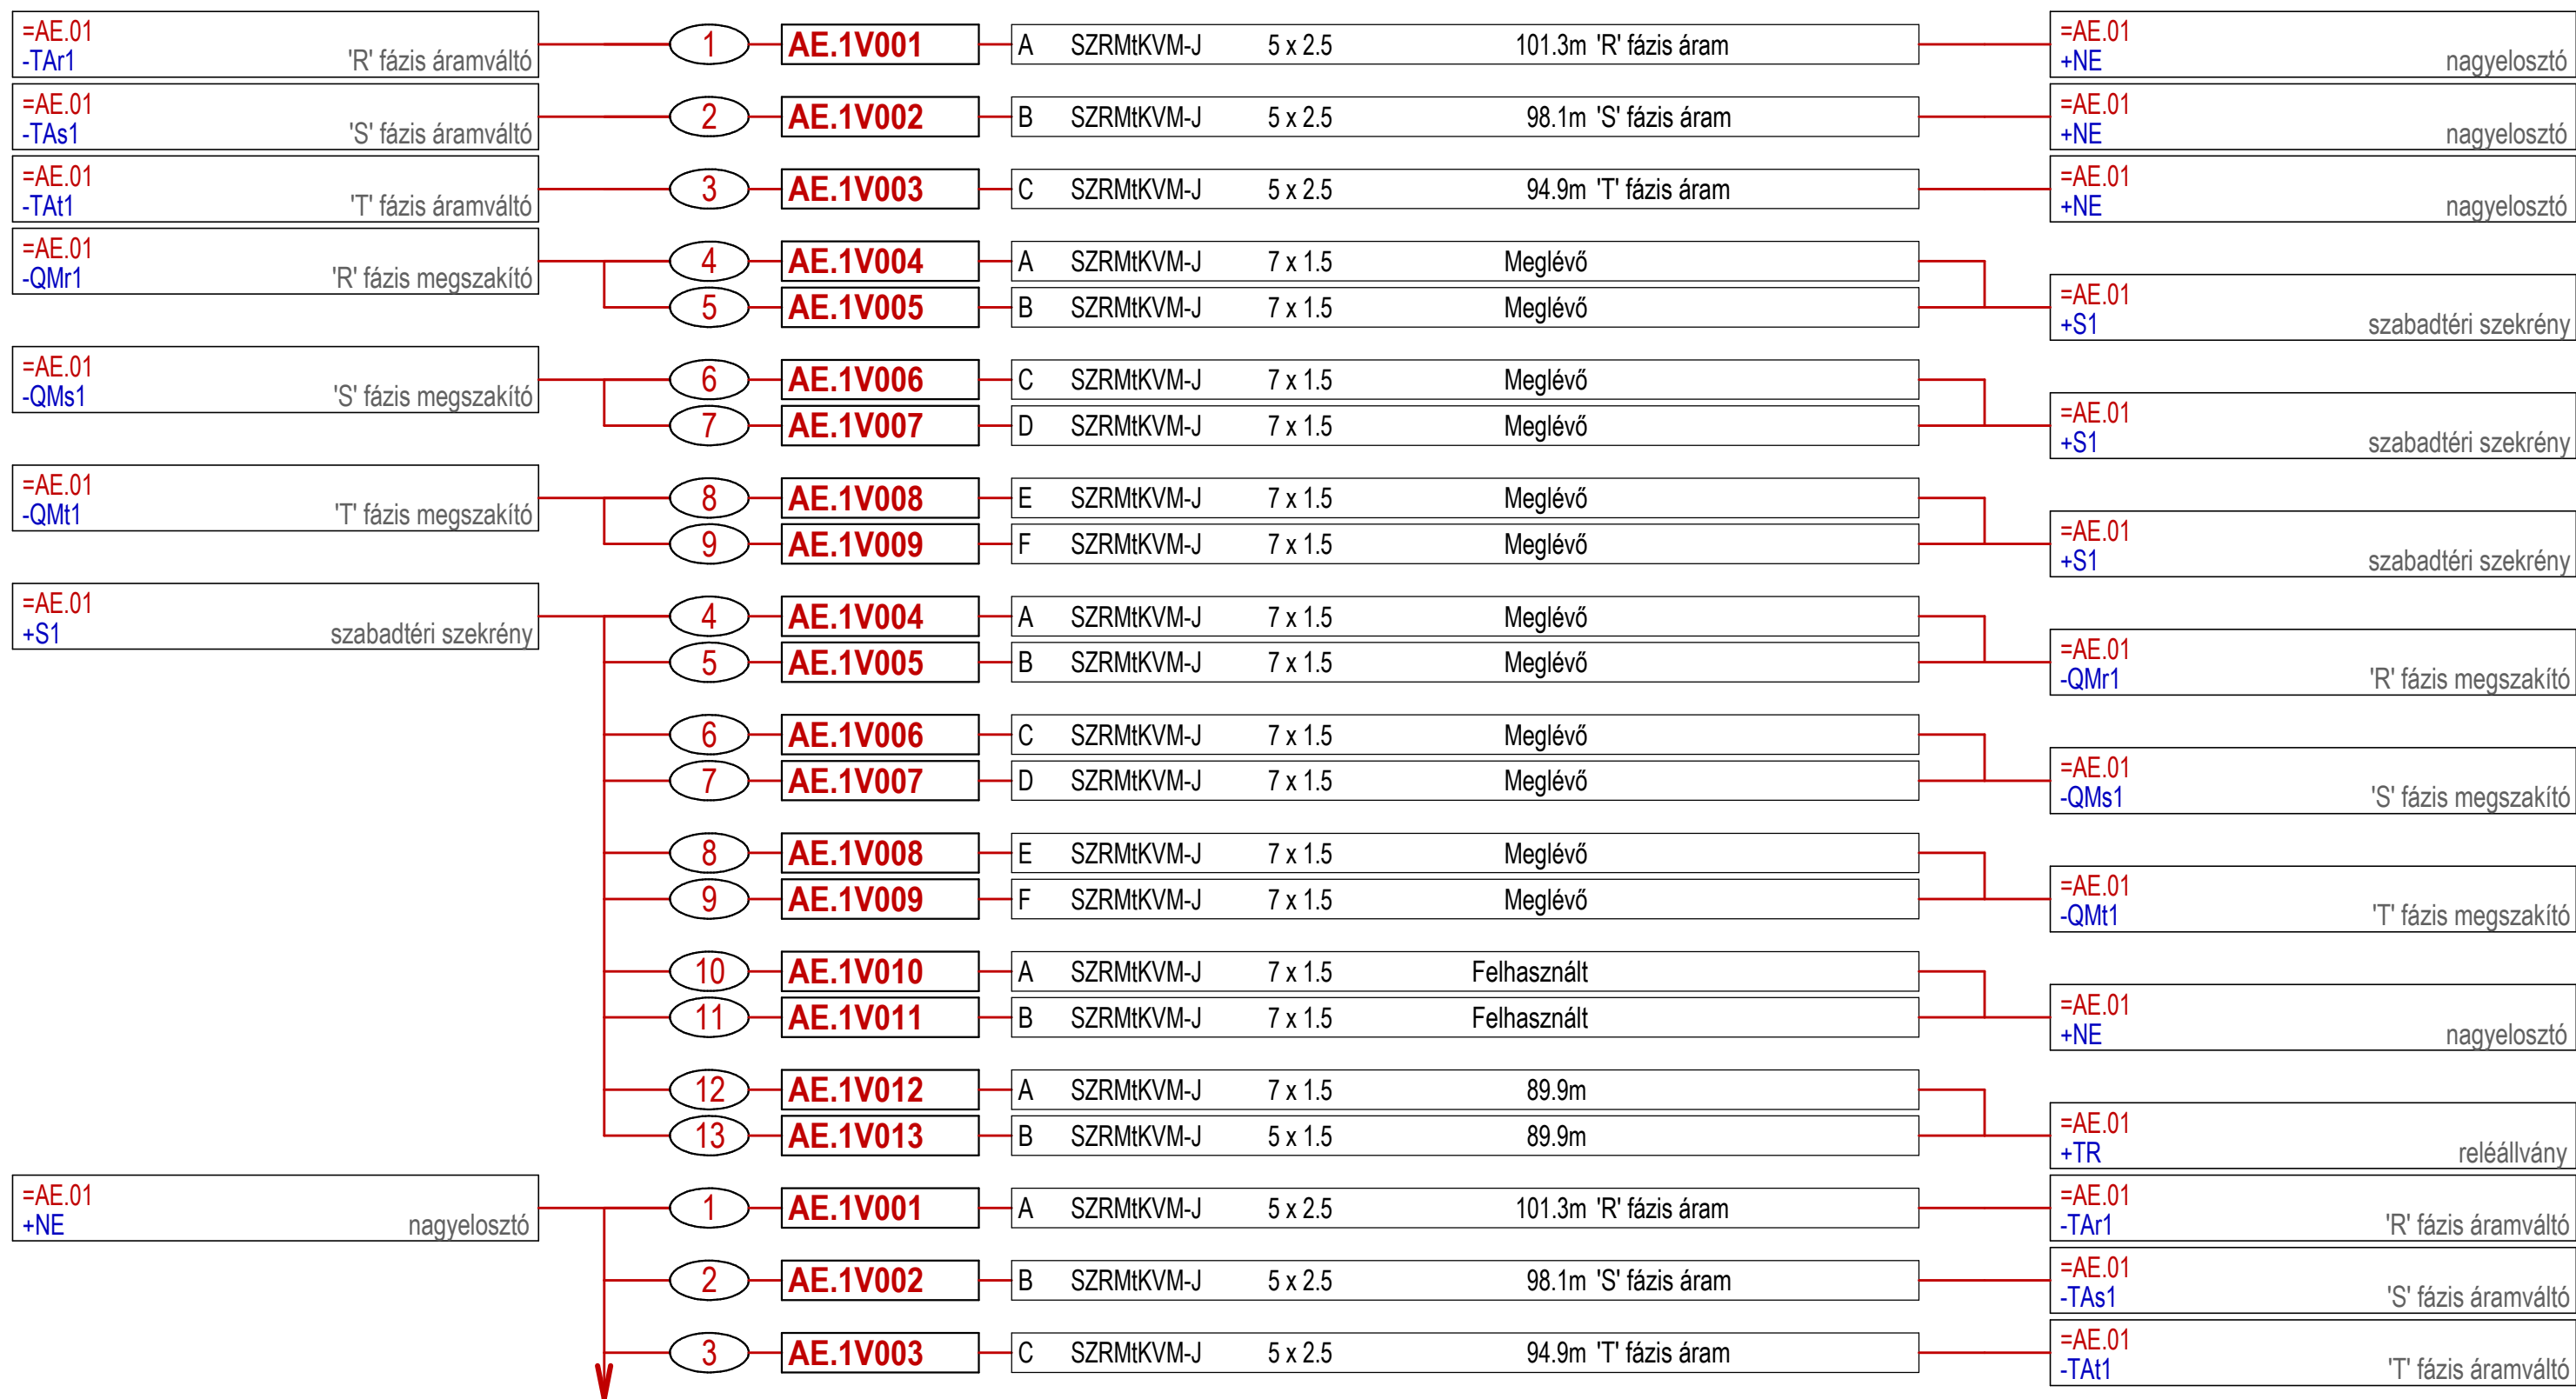 =AE.01
-TAr1 'R' fázis áramváltó 1 AE.1V001 A SZRMtKVM-J 5 x 2.5 101.3m 'R' fázis áram =AE.01
+NE nagyelosztó
=AE.01
-TAs1 'S' fázis áramváltó 2 AE.1V002 B SZRMtKVM-J 5 x 2.5 98.1m 'S' fázis áram =AE.01
+NE nagyelosztó
=AE.01
-TAt1 'T' fázis áramváltó 3 AE.1V003 C SZRMtKVM-J 5 x 2.5 94.9m 'T' fázis áram =AE.01
+NE nagyelosztó
=AE.01
-QMr1 'R' fázis megszakító 4 AE.1V004 A SZRMtKVM-J 7 x 1.5 Meglévő
5 AE.1V005 B SZRMtKVM-J 7 x 1.5 Meglévő =AE.01
+S1 szabadtéri szekrény
=AE.01
-QMs1 'S' fázis megszakító 6 AE.1V006 C SZRMtKVM-J 7 x 1.5 Meglévő
7 AE.1V007 D SZRMtKVM-J 7 x 1.5 Meglévő =AE.01
+S1 szabadtéri szekrény
=AE.01
-QMt1 'T' fázis megszakító 8 AE.1V008 E SZRMtKVM-J 7 x 1.5 Meglévő
9 AE.1V009 F SZRMtKVM-J 7 x 1.5 Meglévő =AE.01
+S1 szabadtéri szekrény
=AE.01
+S1 szabadtéri szekrény 4 AE.1V004 A SZRMtKVM-J 7 x 1.5 Meglévő
5 AE.1V005 B SZRMtKVM-J 7 x 1.5 Meglévő =AE.01
-QMr1 'R' fázis megszakító
6 AE.1V006 C SZRMtKVM-J 7 x 1.5 Meglévő
7 AE.1V007 D SZRMtKVM-J 7 x 1.5 Meglévő =AE.01
-QMs1 'S' fázis megszakító
8 AE.1V008 E SZRMtKVM-J 7 x 1.5 Meglévő
9 AE.1V009 F SZRMtKVM-J 7 x 1.5 Meglévő =AE.01
-QMt1 'T' fázis megszakító
10 AE.1V010 A SZRMtKVM-J 7 x 1.5 Felhasznált
11 AE.1V011 B SZRMtKVM-J 7 x 1.5 Felhasznált =AE.01
+NE nagyelosztó
12 AE.1V012 A SZRMtKVM-J 7 x 1.5 89.9m
13 AE.1V013 B SZRMtKVM-J 5 x 1.5 89.9m =AE.01
+TR reléállvány
=AE.01
+NE nagyelosztó 1 AE.1V001 A SZRMtKVM-J 5 x 2.5 101.3m 'R' fázis áram =AE.01
-TAr1 'R' fázis áramváltó
2 AE.1V002 B SZRMtKVM-J 5 x 2.5 98.1m 'S' fázis áram =AE.01
-TAs1 'S' fázis áramváltó
3 AE.1V003 C SZRMtKVM-J 5 x 2.5 94.9m 'T' fázis áram =AE.01
-TAt1 'T' fázis áramváltó